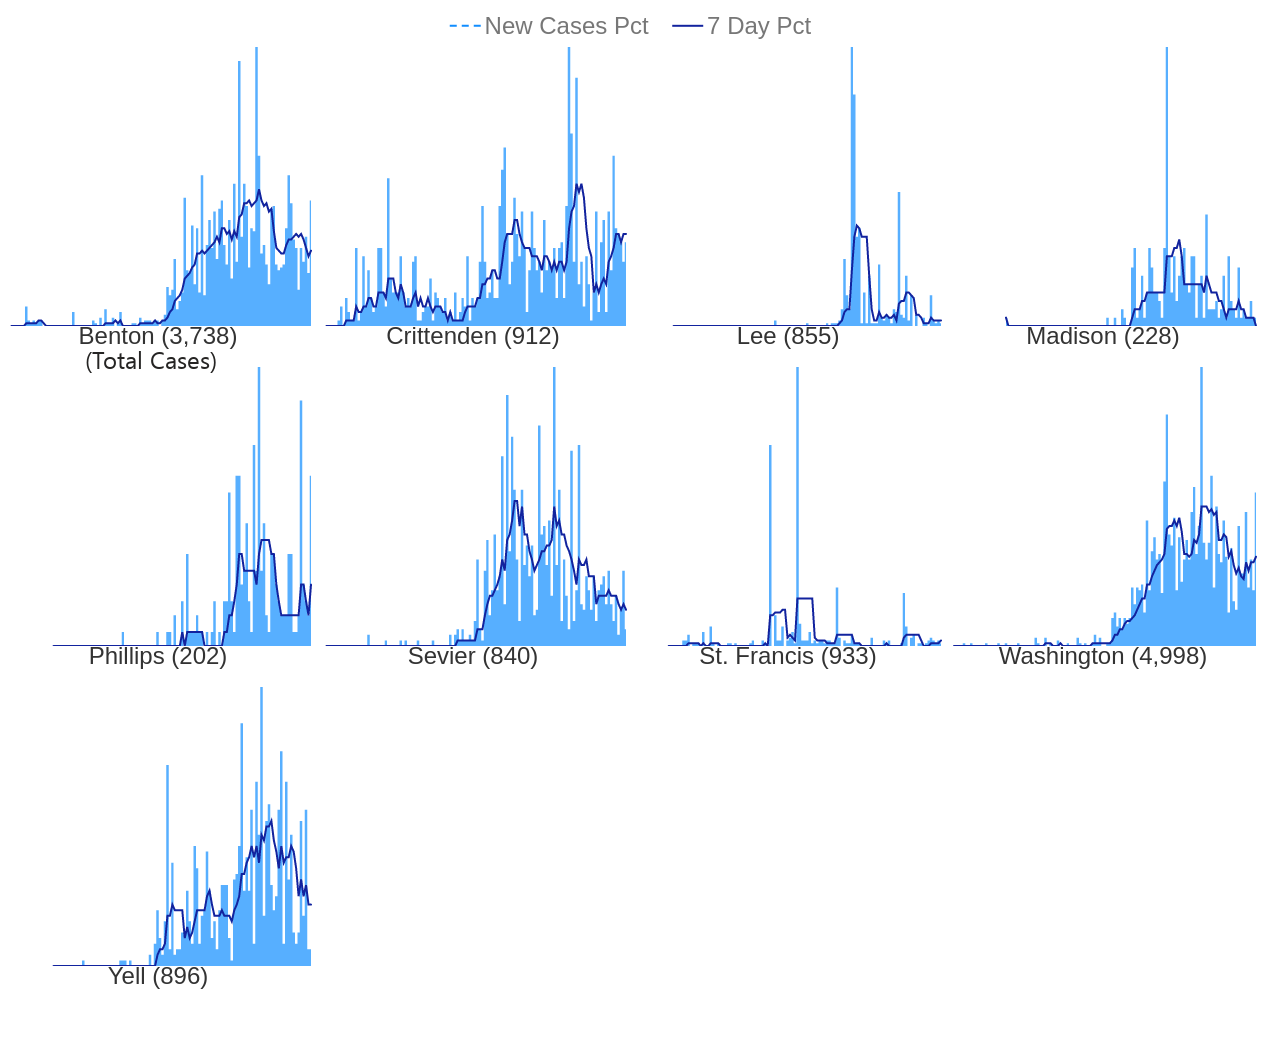 New Cases Pct 7 Day Pct
Benton (3,738) Crittenden (912) Lee (855) Madison (228)
(Total Cases)
Phillips (202) Sevier (840) St. Francis (933) Washington (4,998)
Yell (896)